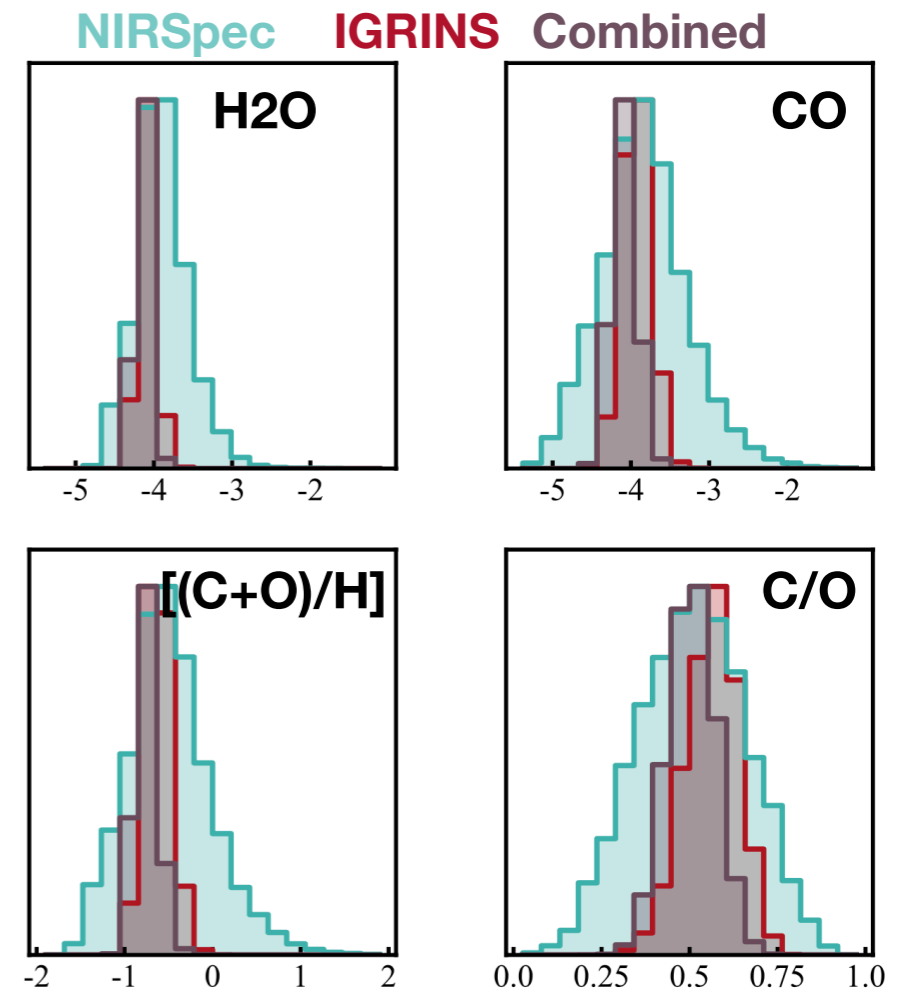 NIRSpec IGRINS Combined
H2O CO
-5 -4 -3 -2 -5 -4 -3 -2
[(C+O)/H] C/O
-2 -1 0 1 2 0.0 0.25 0.5 0.75 1.0